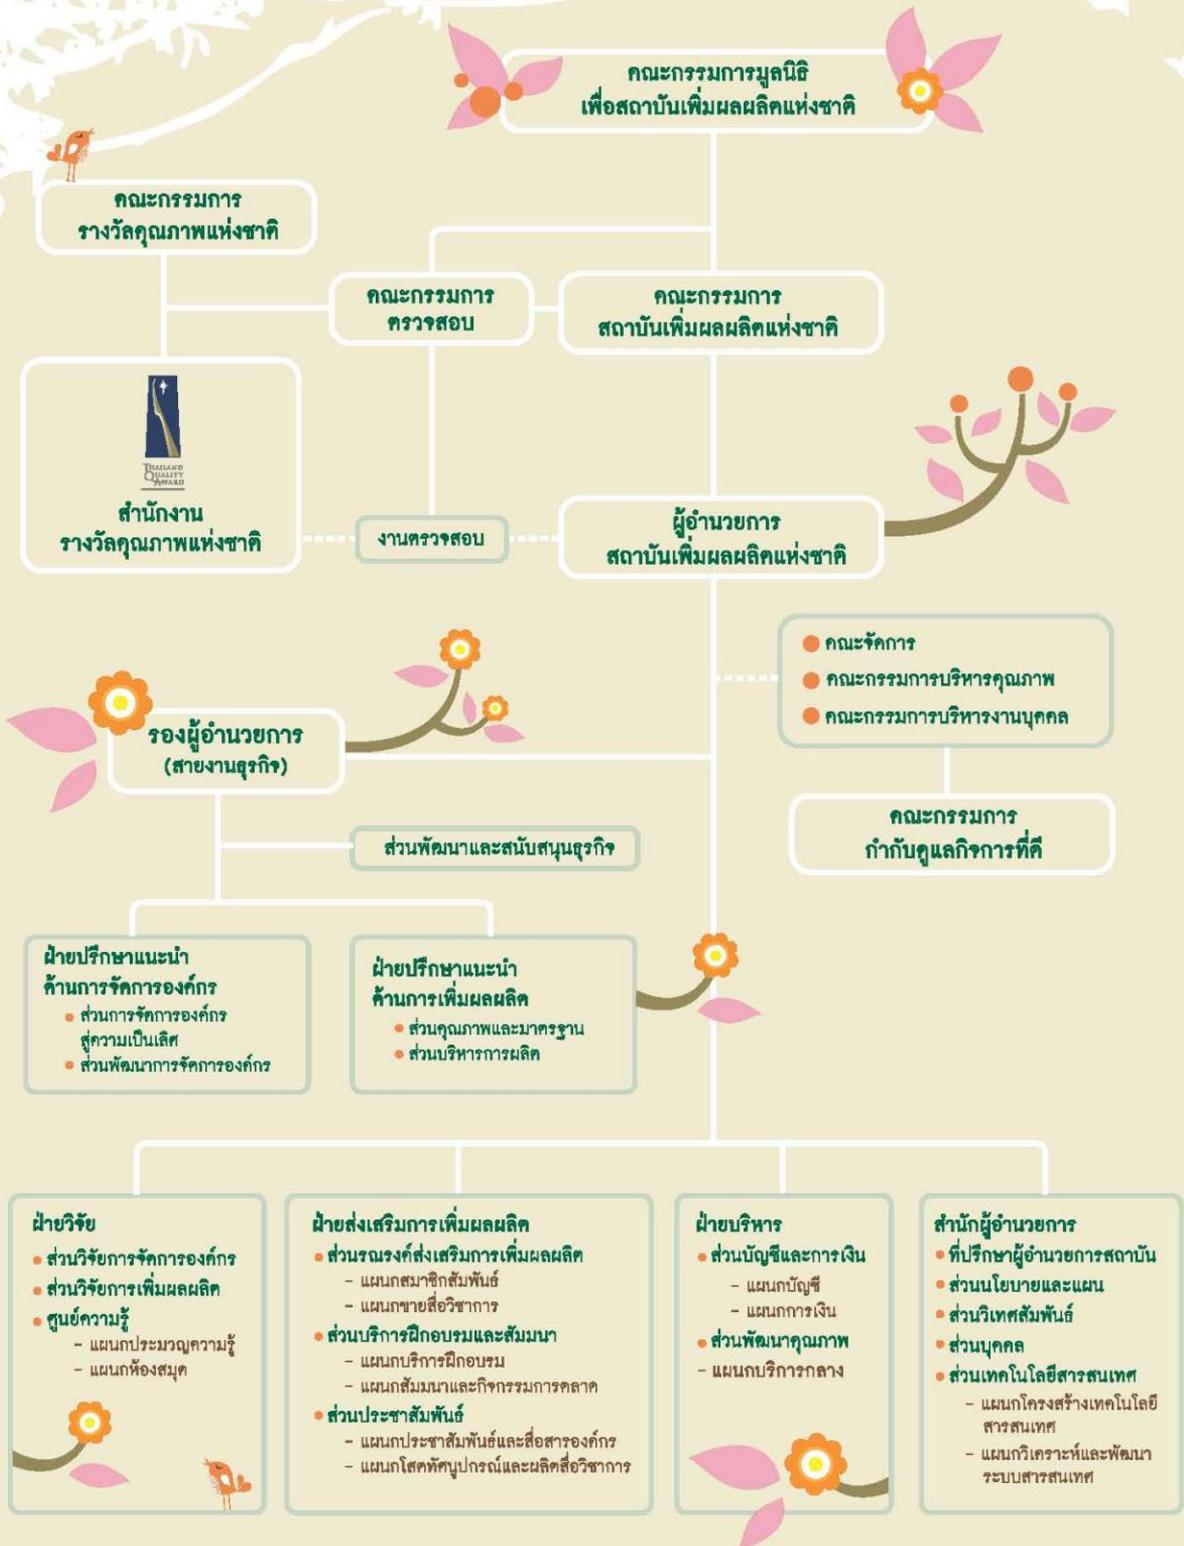 คณะกรรมการมูลนิธิ
เพื่อสถาบันเพิ่มผลผลิตแห่งชาติ
คณะกรรมการ
รางวัลคุณภาพแห่งชาติ
คณะกรรมการ
ตรวจสอบ
คณะกรรมการ
สถาบันเพิ่มผลผลิตแห่งชาติ
THAILAND
QUALITY
AWARD
สำนักงาน
รางวัลคุณภาพแห่งชาติ
งานตรวจสอบ
ผู้อำนวยการ
สถาบันเพิ่มผลผลิตแห่งชาติ
คณะจัดการ
คณะกรรมการบริหารคุณภาพ
คณะกรรมการบริหารงานบุคคล
รองผู้อำนวยการ
(สายงานธุรกิจ)
คณะกรรมการ
กำกับดูแลกิจการที่ดี
ส่วนพัฒนาและสนับสนุนธุรกิจ
ฝ่ายปรึกษาแนะนำ
ด้านการจัดการองค์กร
ส่วนการจัดการองค์กร
สู่ความเป็นเลิศ
ส่วนพัฒนาการจัดการองค์กร
ฝ่ายปรึกษาแนะนำ
ด้านการเพิ่มผลผลิต
ส่วนคุณภาพและมาตรฐาน
ส่วนบริหารการผลิต
ฝ่ายวิจัย
ส่วนวิจัยการจัดการองค์กร
ส่วนวิจัยการเพิ่มผลผลิต
ศูนย์ความรู้
- แผนกประมวญความรู้
- แผนกห้องสมุด
ฝ่ายส่งเสริมการเพิ่มผลผลิต
ส่วนรณรงค์ส่งเสริมการเพิ่มผลผลิต
- แผนกสมาชิกสัมพันธ์
- แผนกขายสื่อวิชาการ
ส่วนบริการฝึกอบรมและสัมมนา
- แผนกบริการฝึกอบรม
- แผนกสัมมนาและกิจกรรมการตลาด
ส่วนประชาสัมพันธ์
- แผนกประชาสัมพันธ์และสื่อสารองค์กร
- แผนกโสตทัศนูปกรณ์และผลิตสื่อวิชาการ
ฝ่ายบริหาร
ส่วนบัญชีและการเงิน
- แผนกบัญชี
- แผนกการเงิน
ส่วนพัฒนาคุณภาพ
- แผนกบริการกลาง
สำนักผู้อำนวยการ
ที่ปรึกษาผู้อำนวยการสถาบัน
ส่วนนโยบายและแผน
ส่วนวิเทศสัมพันธ์
ส่วนบุคคล
ส่วนเทคโนโลยีสารสนเทศ
- แผนกโครงสร้างเทคโนโลยี
สารสนเทศ
- แผนกวิเคราะห์และพัฒนา
ระบบสารสนเทศ